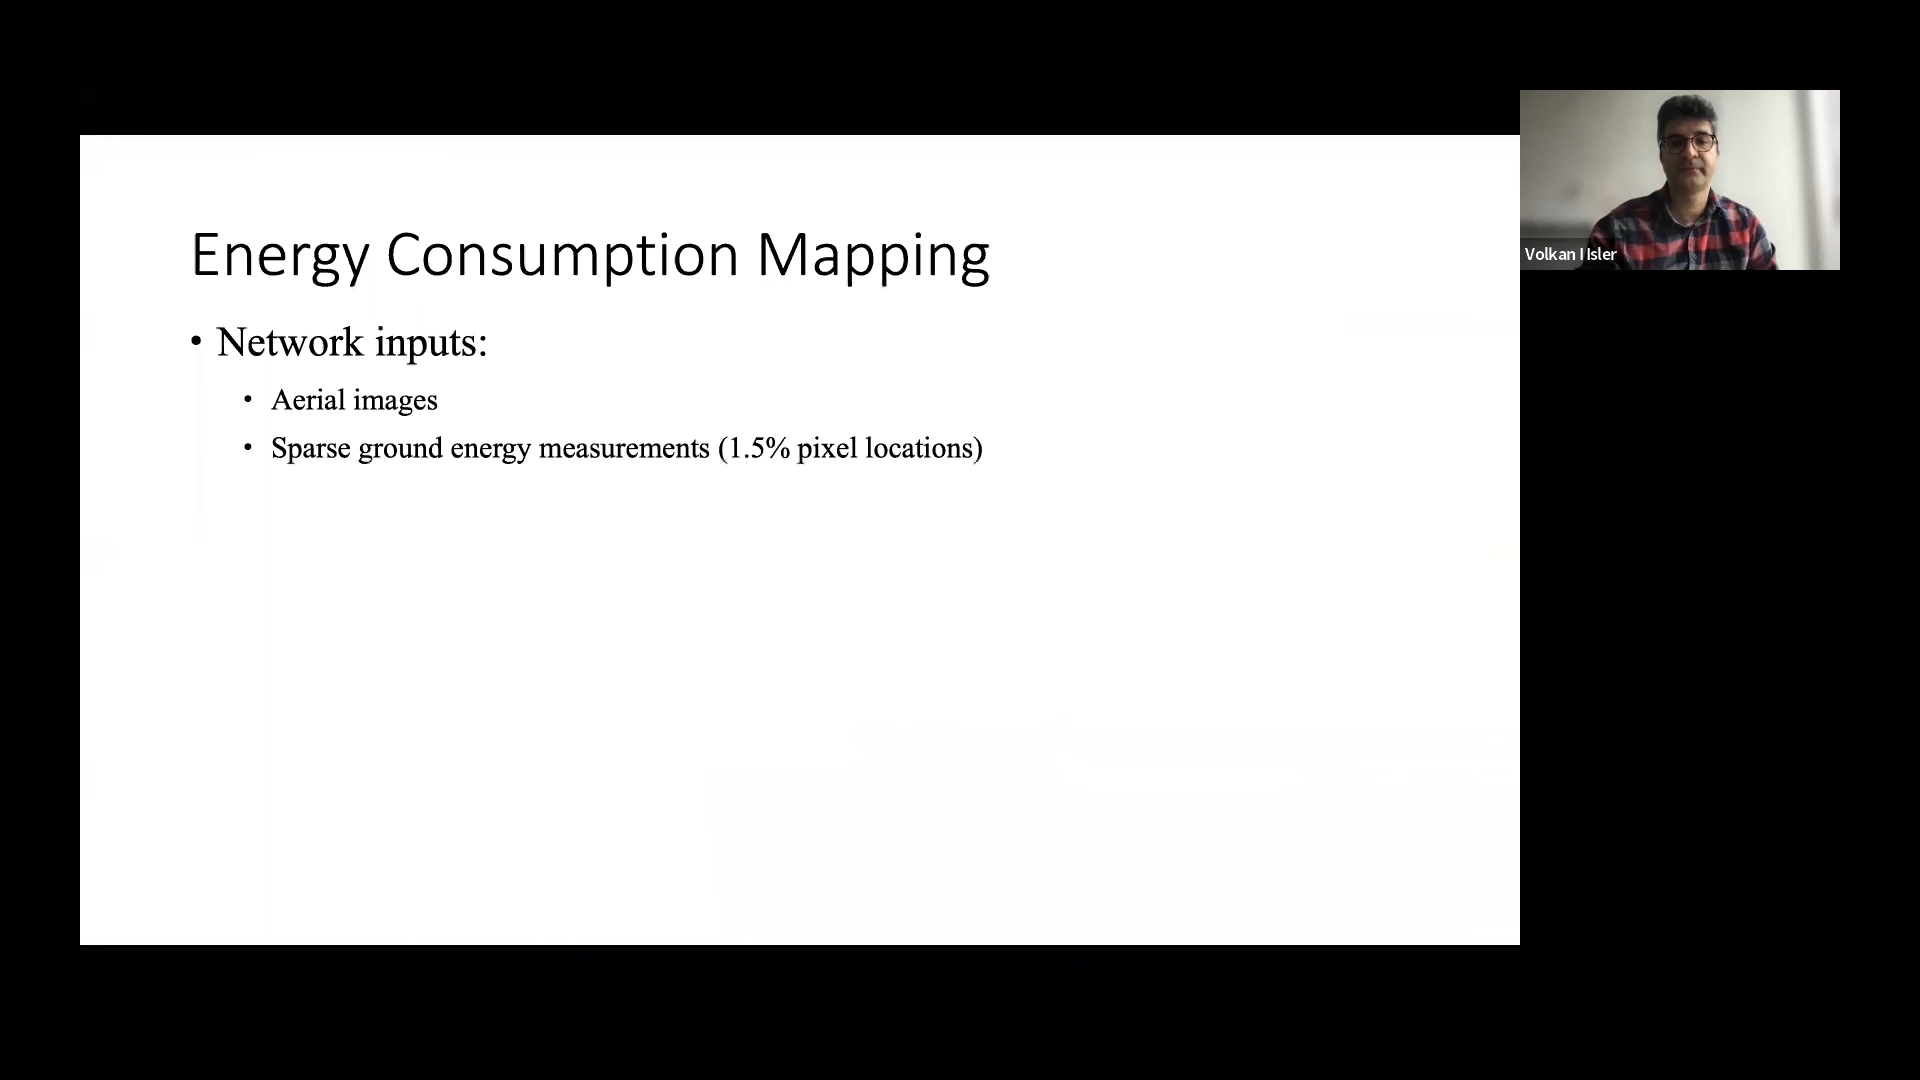 Energy Consumption Mapping
• Network inputs:
• Aerial images
• Sparse ground energy measurements (1.5% pixel locations)
Volkan I Isler